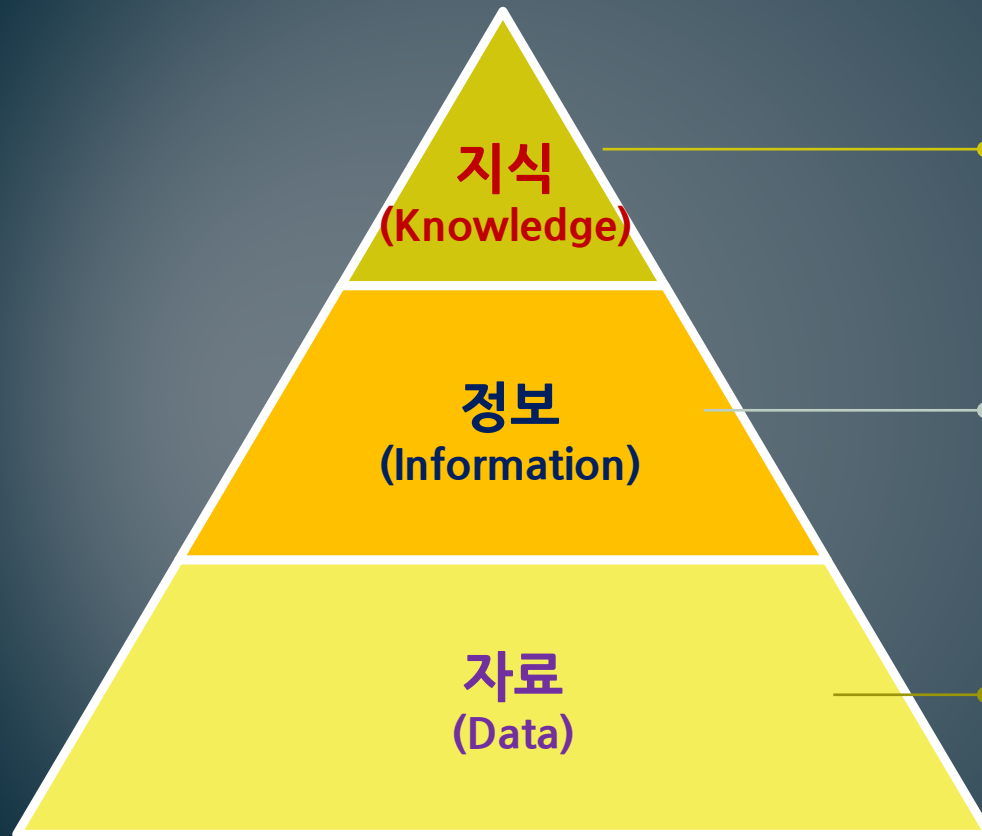 지식
(Knowledge)
정보
(Information)
자료
(Data)